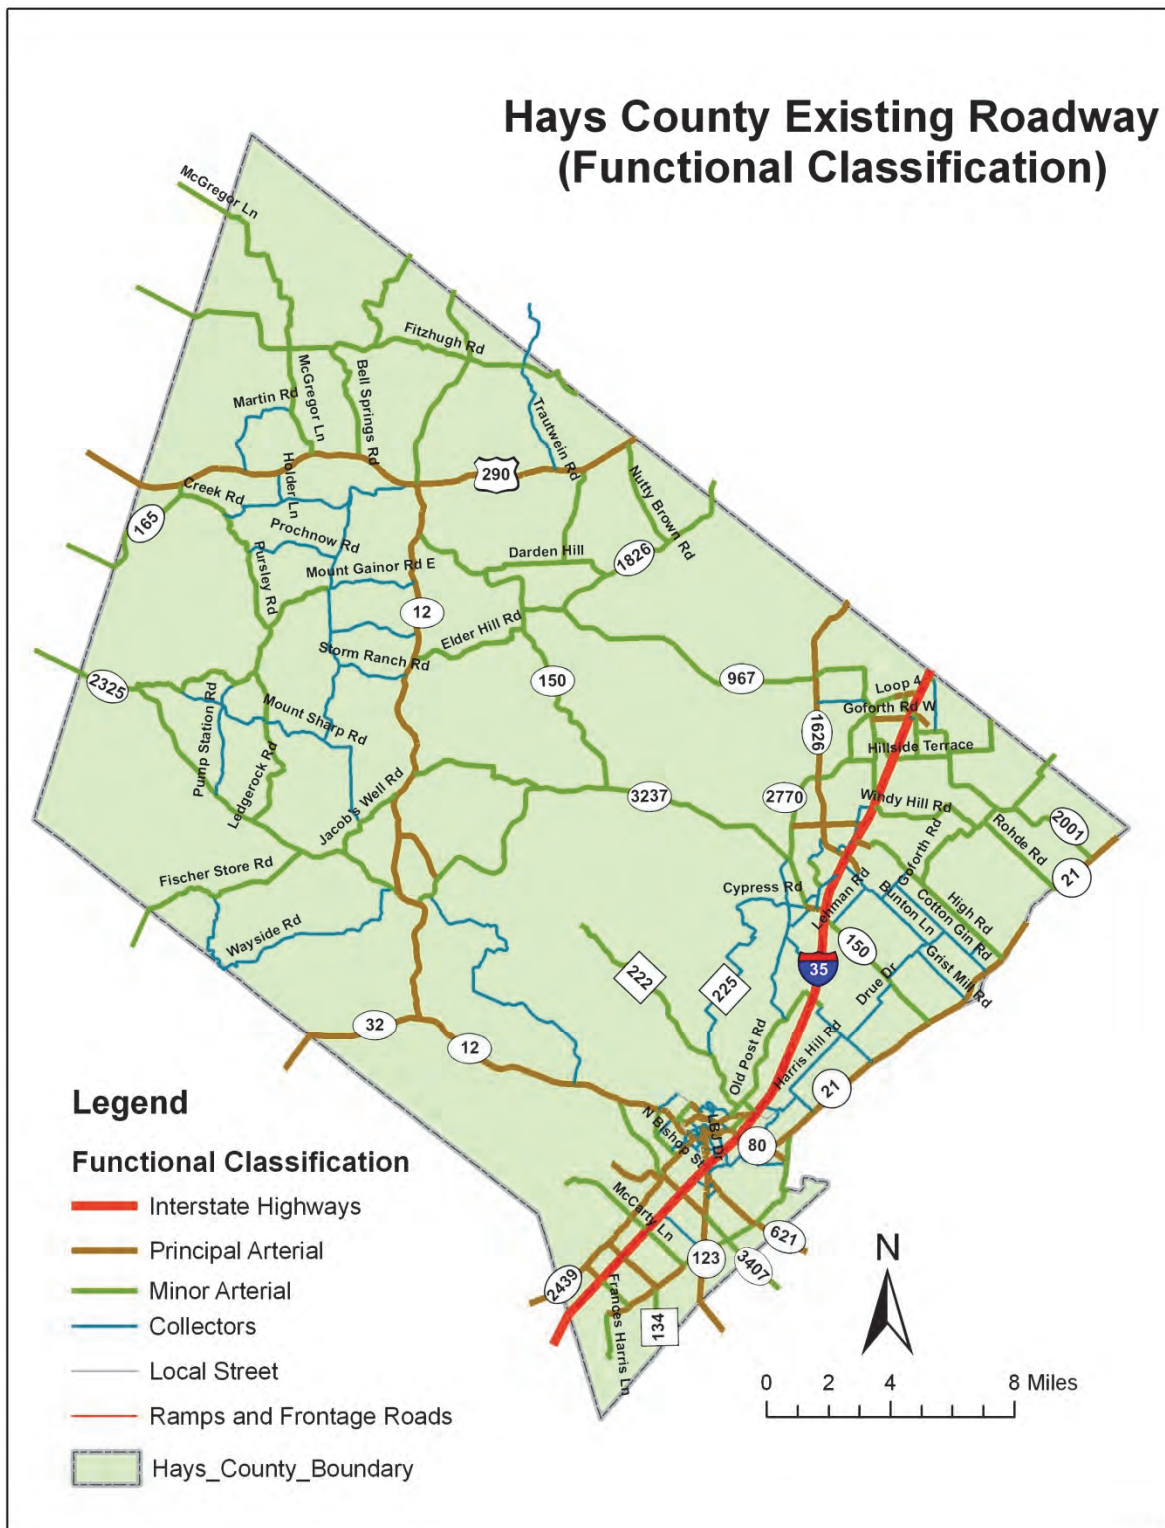 Hays County Existing Roadway
(Functional Classification)
McGregor Ln
Fitzhugh Rd
McGregor Ln
Bell Springs Rd
Martin Rd
Trautwein Rd
290
Holder Ln
Creek Rd
Nutty Brown Rd
165
Prochnow Rd
Darden Hill
1826
Pursley Rd
Mount Gainor Rd E
12
Elder Hill Rd
Storm Ranch Rd
2325
150
967
Loop 4
Pump Station Rd
Mount Sharp Rd
Goforth Rd W
1626
Hillside Terrace
Ledgerock Rd
Jacob's Well Rd
3237
2770
Windy Hill Rd
2001
Rohde Rd
Goforth Rd
21
Fischer Store Rd
Cypress Rd
Lehman Rd
Bunton Ln
High Rd
Cotton Gin Rd
Wayside Rd
150
35
222
225
Drue Dr
Grist Mill Rd
32
12
Old Post Rd
Harris Hill Rd
21
N Bishop St
LBJ Dr
80
McCarty Ln
621
123
3407
2439
Frances Harris Ln
134
Legend
Functional Classification
Interstate Highways
Principal Arterial
Minor Arterial
Collectors
Local Street
Ramps and Frontage Roads
Hays_County_Boundary
N
0 2 4 8 Miles